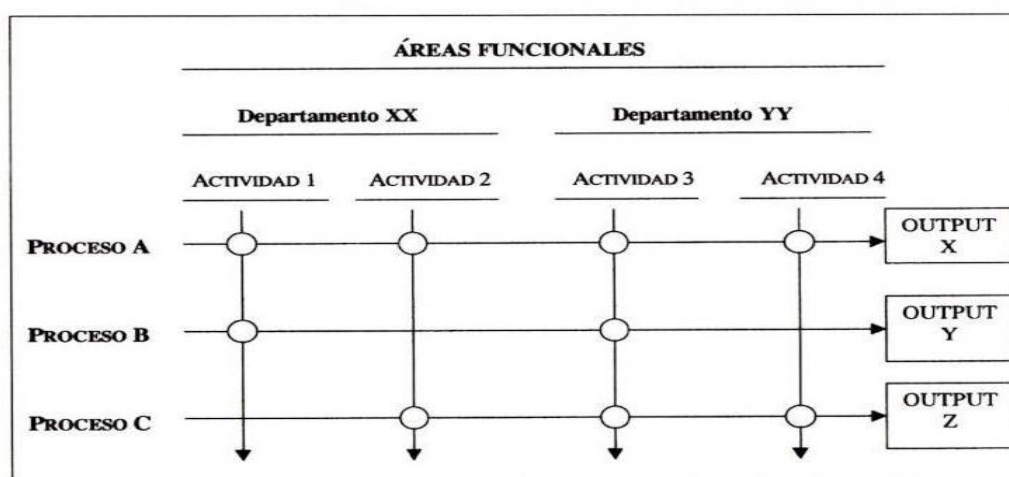 ÁREAS FUNCIONALES
Departamento XX
Departamento YY
ACTIVIDAD 1
ACTIVIDAD 2
ACTIVIDAD 3
ACTIVIDAD 4
PROCESO A
OUTPUT
X
PROCESO B
OUTPUT
Y
PROCESO C
OUTPUT
Z